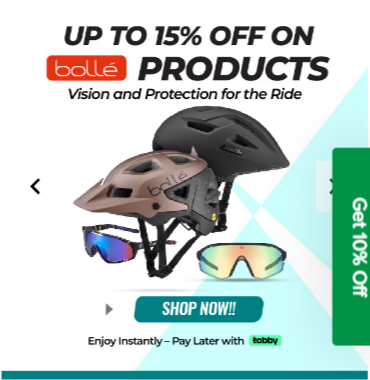 UP TO 15% OFF ON
bollé PRODUCTS
Vision and Protection for the Ride
bollé
Get 10% Off
SHOP NOW!!
Enjoy Instantly – Pay Later with tabby